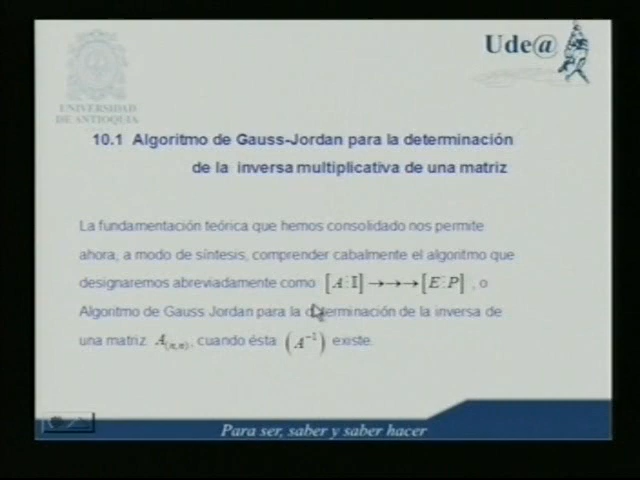 UNIVERSIDAD
DE ANTIOQUIA
Ude@
10.1 Algoritmo de Gauss-Jordan para la determinación
de la inversa multiplicativa de una matriz
La fundamentación teórica que hemos consolidado nos permite
ahora, a modo de síntesis, comprender cabalmente el algoritmo que
designaremos abreviadamente como [A⋮I]→→→[E⋮P] , o
Algoritmo de Gauss Jordan para la determinación de la inversa de
una matriz A(n,n), cuando ésta (A⁻¹) existe.
Para ser, saber y saber hacer